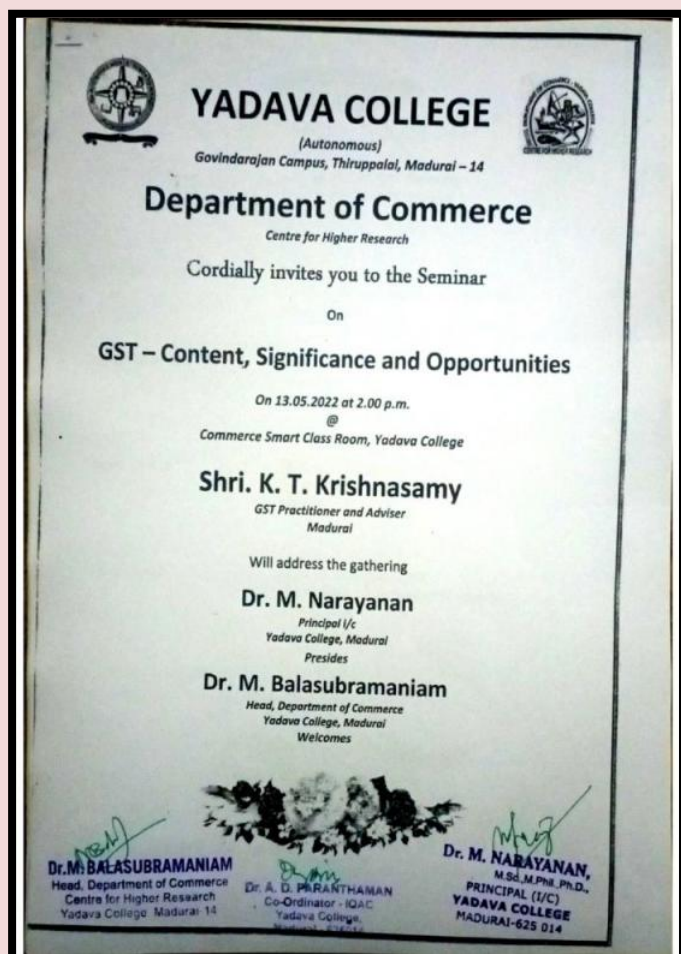 YADAVA COLLEGE
(Autonomous)
Govindarajan Campus, Thiruppalai, Madurai – 14
Department of Commerce
Centre for Higher Research
Cordially invites you to the Seminar
On
GST – Content, Significance and Opportunities
On 13.05.2022 at 2.00 p.m.
@
Commerce Smart Class Room, Yadava College
Shri. K. T. Krishnasamy
GST Practitioner and Adviser
Madurai
Will address the gathering
Dr. M. Narayanan
Principal i/c
Yadava College, Madurai
Presides
Dr. M. Balasubramaniam
Head, Department of Commerce
Yadava College, Madurai
Welcomes
Dr.M.BALASUBRAMANIAM
Head, Department of Commerce
Centre for Higher Research
Yadava College, Madurai-14
Dr. A. D. PARANTHAMAN
Co-Ordinator - IQAC
Yadava College,
Madurai - 625014
Dr. M. NARAYANAN,
M.Sc.,M.Phil.,Ph.D.,
PRINCIPAL (I/C)
YADAVA COLLEGE
MADURAI-625 014